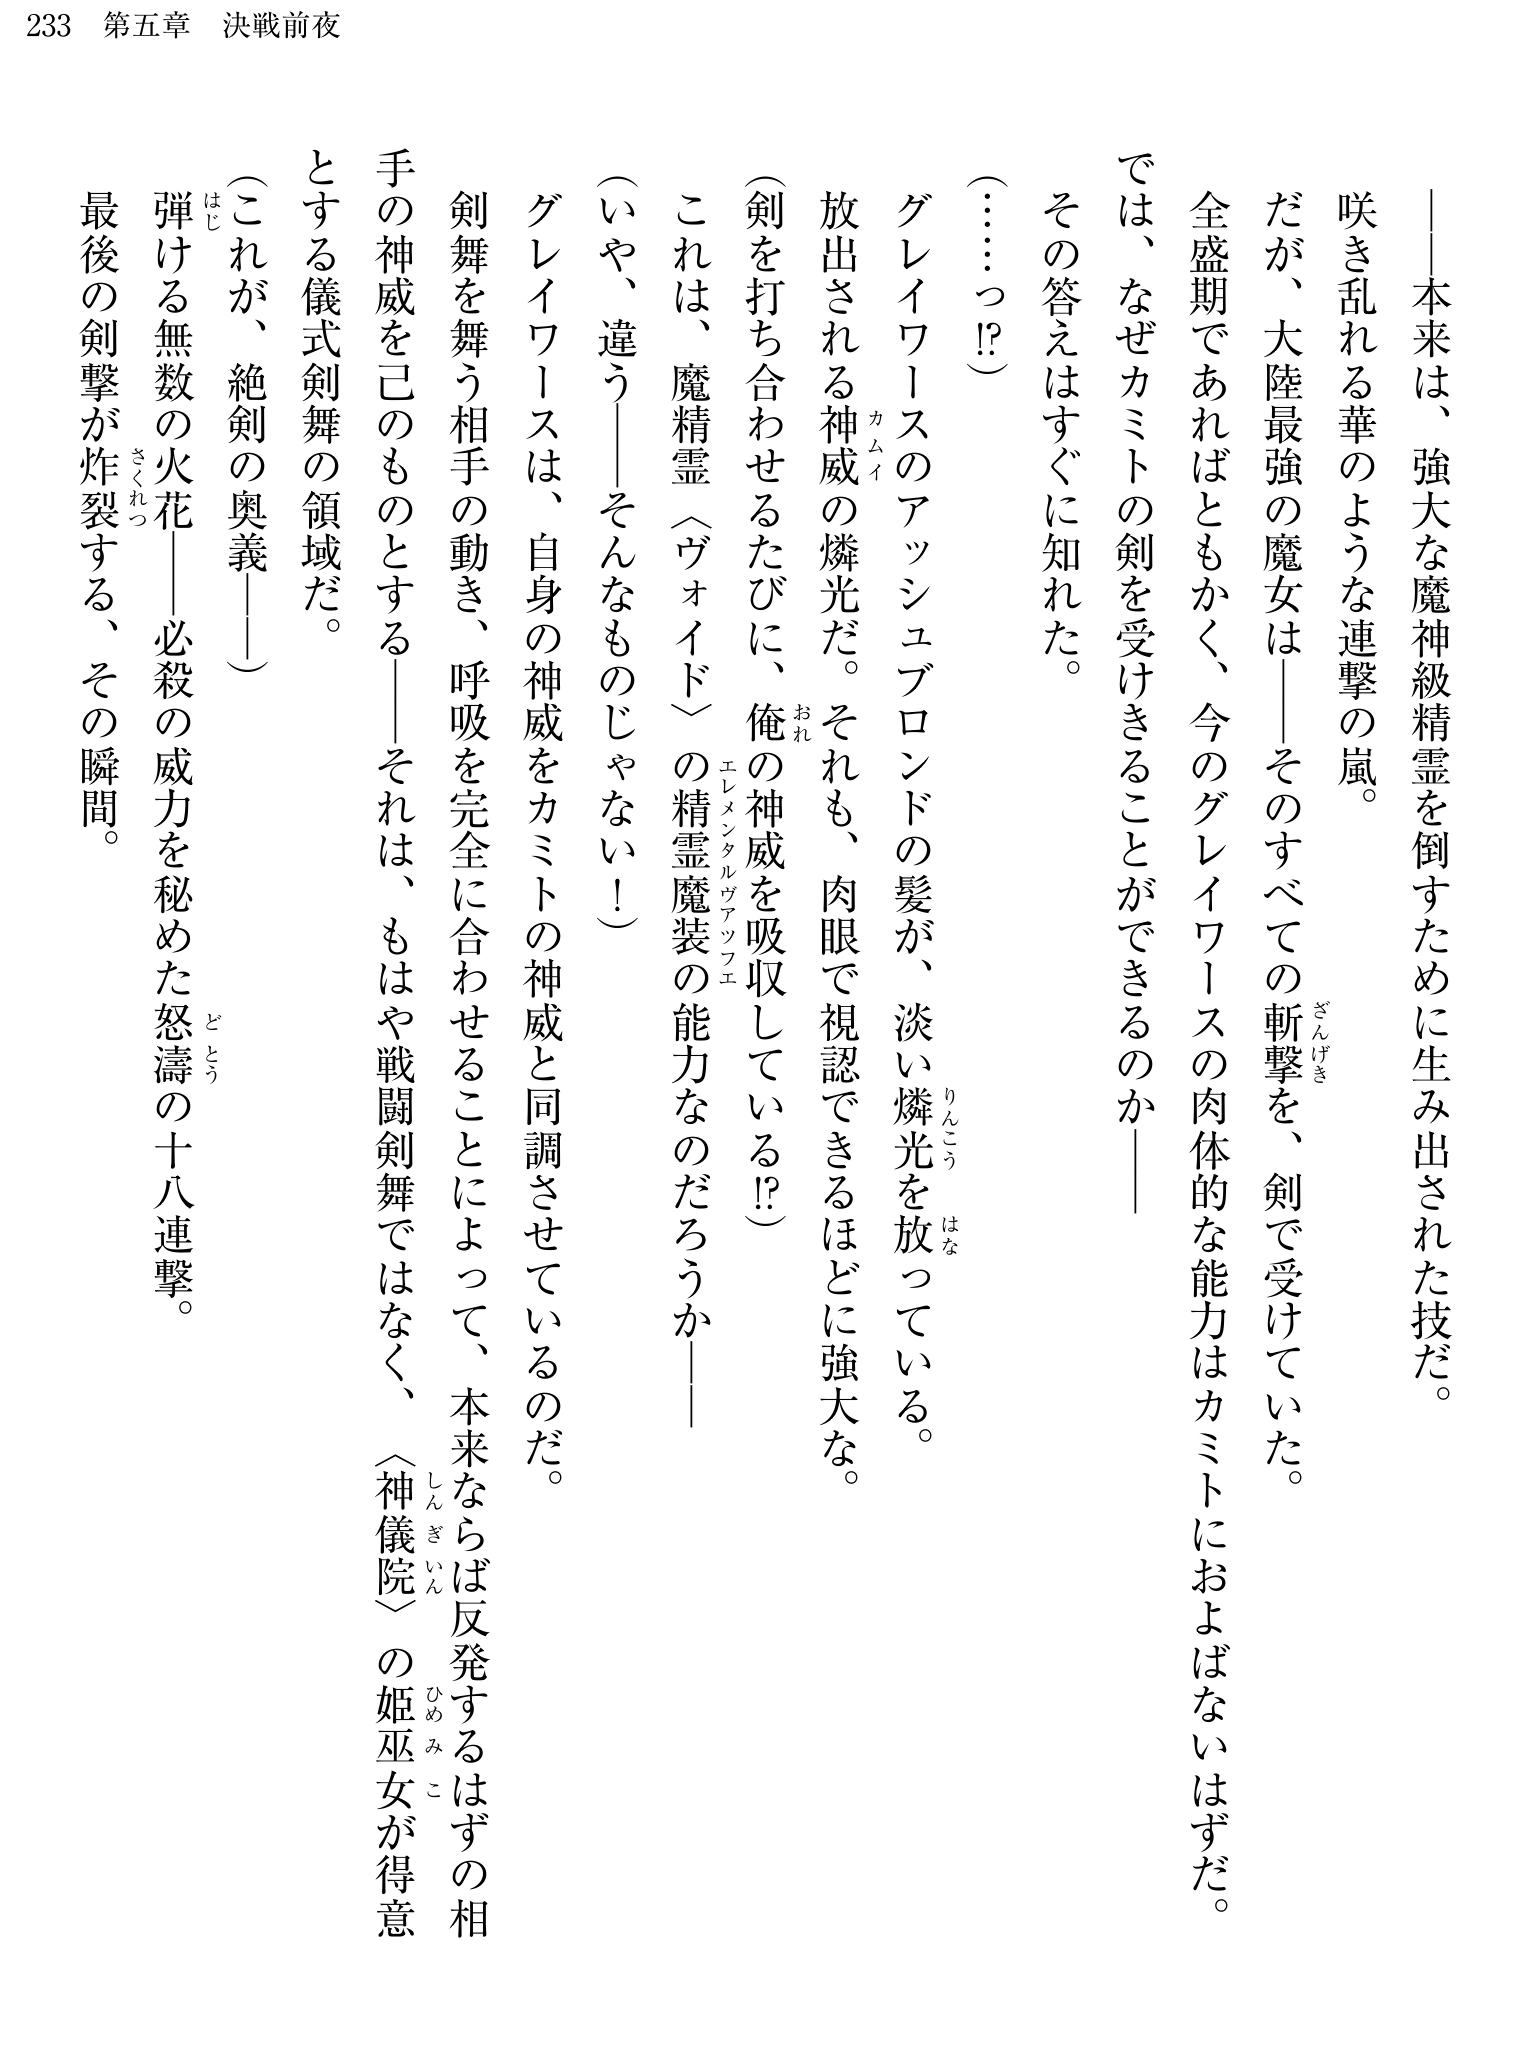 233　第五章　決戦前夜
――本来は、強大な魔神級精霊を倒すために生み出された技だ。
咲き乱れる華のような連撃の嵐。
だが、大陸最強の魔女は――そのすべての斬撃を、剣で受けていた。
全盛期であればともかく、今のグレイワースの肉体的な能力はカミトにおよばないはずだ。
では、なぜカミトの剣を受けきることができるのか――
その答えはすぐに知れた。
（……っ⁉）
グレイワースのアッシュブロンドの髪が、淡い燐光を放っている。
放出される神威の燐光だ。それも、肉眼で視認できるほどに強大な。
（剣を打ち合わせるたびに、俺の神威を吸収している⁉）
これは、魔精霊〈ヴォイド〉の精霊魔装の能力なのだろうか――
（いや、違う――そんなものじゃない！）
グレイワースは、自身の神威をカミトの神威と同調させているのだ。
剣舞を舞う相手の動き、呼吸を完全に合わせることによって、本来ならば反発するはずの相
手の神威を己のものとする――それは、もはや戦闘剣舞ではなく、〈神儀院〉の姫巫女が得意
とする儀式剣舞の領域だ。
（これが、絶剣の奥義――）
弾ける無数の火花――必殺の威力を秘めた怒濤の十八連撃。
最後の剣撃が炸裂する、その瞬間。